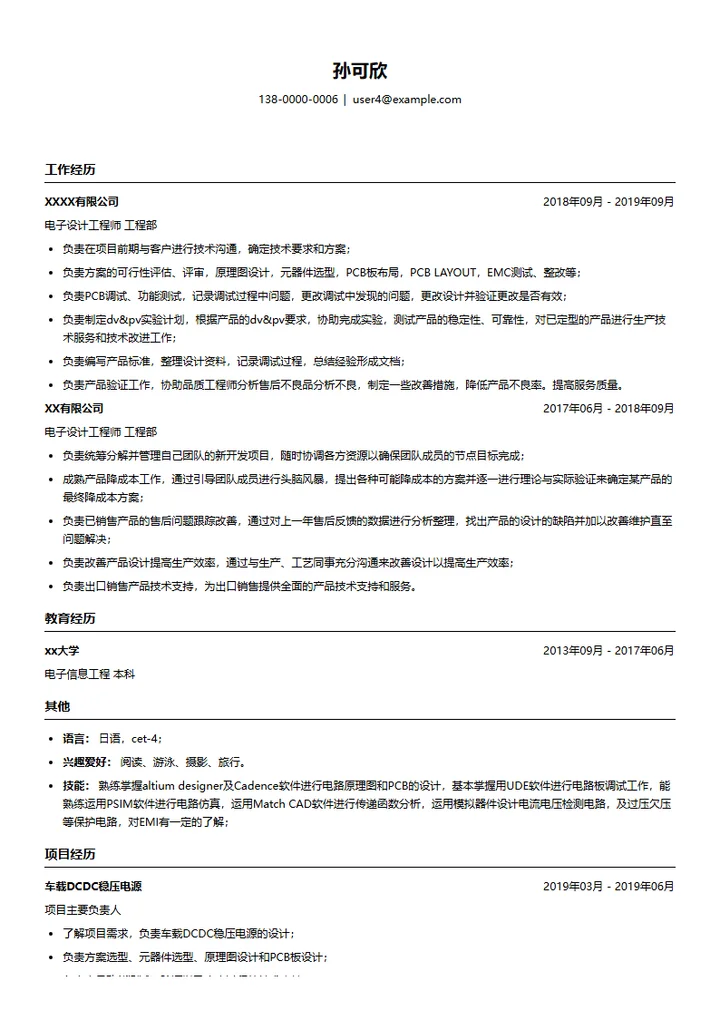 孙可欣
138-0000-0006 | user4@example.com
工作经历
XXXX有限公司 2018年09月 - 2019年09月
电子设计工程师 工程部
• 负责在项目前期与客户进行技术沟通，确定技术要求和方案；
• 负责方案的可行性评估、评审，原理图设计，元器件选型，PCB板布局，PCB LAYOUT，EMC测试、整改等；
• 负责PCB调试、功能测试，记录调试过程中问题，更改调试中发现的问题，更改设计并验证更改是否有效；
• 负责制定dv&pv实验计划，根据产品的dv&pv要求，协助完成实验，测试产品的稳定性、可靠性，对已定型的产品进行生产技
术服务和技术改进工作；
• 负责编写产品标准，整理设计资料，记录调试过程，总结经验形成文档；
• 负责产品验证工作，协助品质工程师分析售后不良品分析不良，制定一些改善措施，降低产品不良率。提高服务质量。
XX有限公司 2017年06月 - 2018年09月
电子设计工程师 工程部
• 负责统筹分解并管理自己团队的新开发项目，随时协调各方资源以确保团队成员的节点目标完成；
• 成熟产品降成本工作，通过引导团队成员进行头脑风暴，提出各种可能降成本的方案并逐一进行理论与实际验证来确定某产品的
最终降成本方案；
• 负责已销售产品的售后问题跟踪改善，通过对上一年售后反馈的数据进行分析整理，找出产品的设计的缺陷并加以改善维护直至
问题解决；
• 负责改善产品设计提高生产效率，通过与生产、工艺同事充分沟通来改善设计以提高生产效率；
• 负责出口销售产品技术支持，为出口销售提供全面的产品技术支持和服务。
教育经历
xx大学 2013年09月 - 2017年06月
电子信息工程 本科
其他
• 语言： 日语，cet-4；
• 兴趣爱好： 阅读、游泳、摄影、旅行。
• 技能： 熟练掌握altium designer及Cadence软件进行电路原理图和PCB的设计，基本掌握用UDE软件进行电路板调试工作，能
熟练运用PSIM软件进行电路仿真，运用Match CAD软件进行传递函数分析，运用模拟器件设计电流电压检测电路，及过压欠压
等保护电路，对EMI有一定的了解；
项目经历
车载DCDC稳压电源 2019年03月 - 2019年06月
项目主要负责人
• 了解项目需求，负责车载DCDC稳压电源的设计；
• 负责方案选型、元器件选型、原理图设计和PCB板设计；